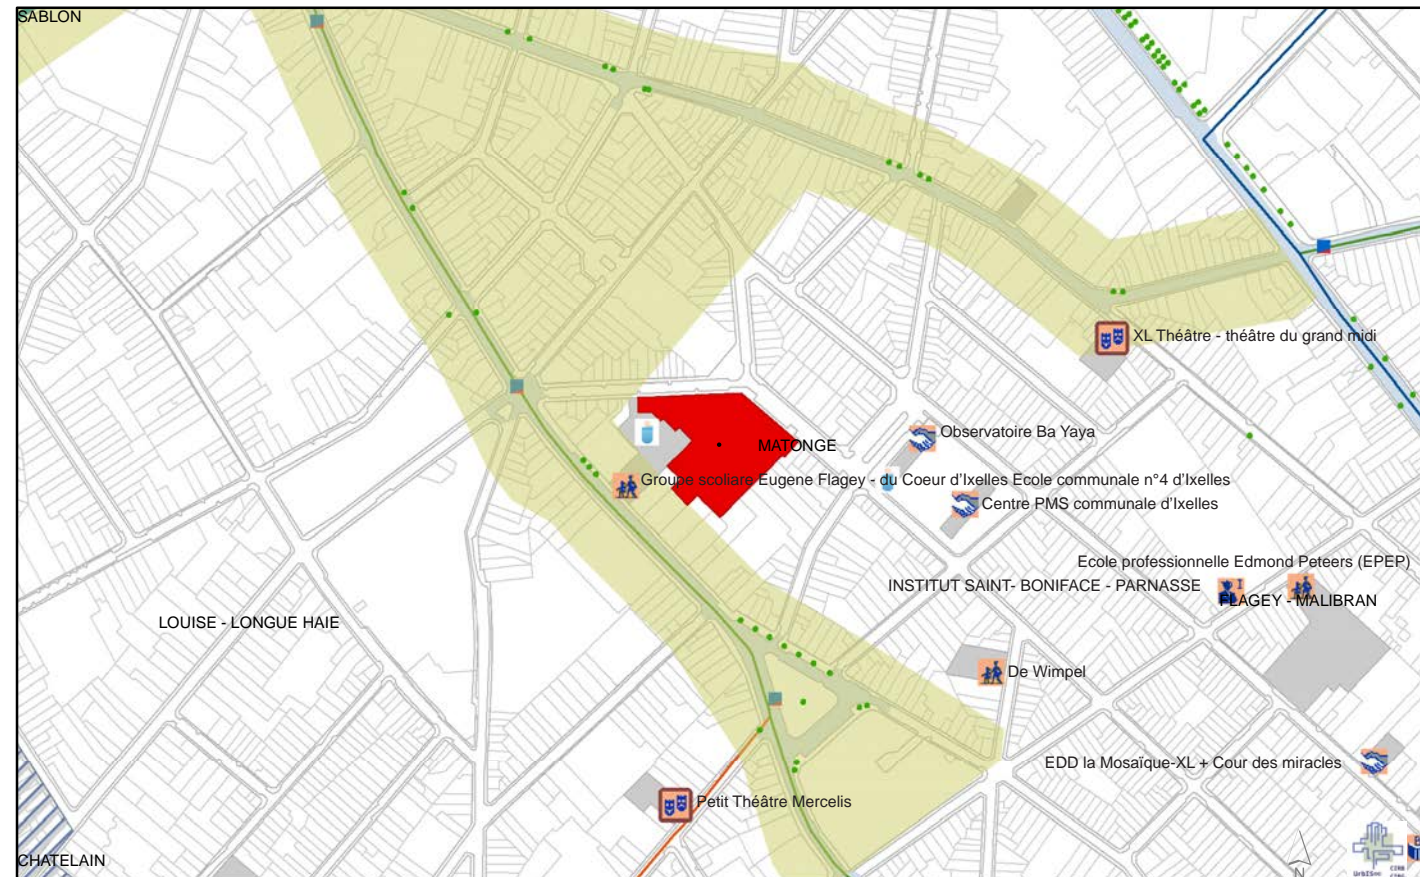 SABLON
XL Théâtre - théâtre du grand midi
Observatoire Ba Yaya
MATONGE
Groupe scoliare Eugene Flagey - du Coeur d'Ixelles Ecole communale n°4 d'Ixelles
Centre PMS communale d'Ixelles
Ecole professionnelle Edmond Peteers (EPEP)
INSTITUT SAINT- BONIFACE - PARNASSE
FLAGEY - MALIBRAN
LOUISE - LONGUE HAIE
De Wimpel
EDD la Mosaïque-XL + Cour des miracles
Petit Théâtre Mercelis
CHATELAIN
N
UrbIS